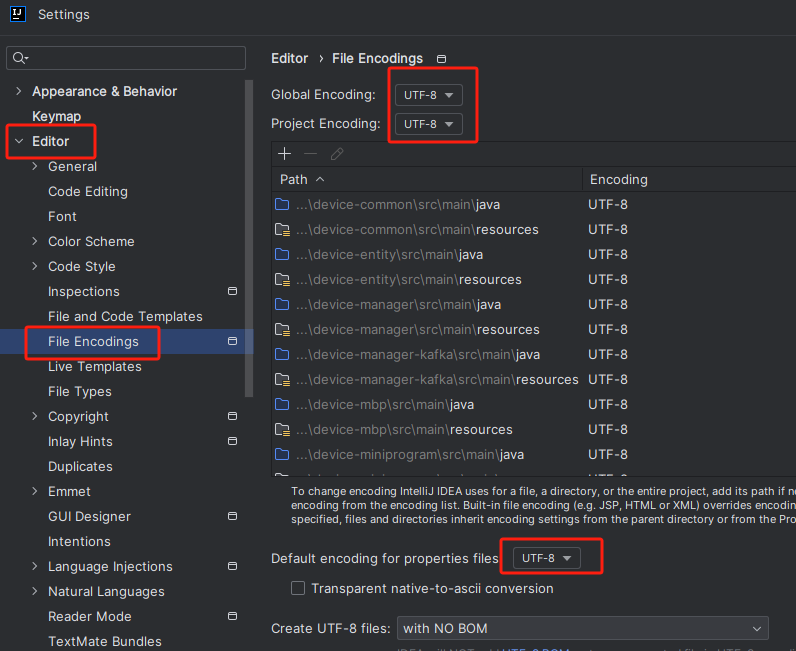 IJ
Settings
Appearance & Behavior
Keymap
Editor
General
Code Editing
Font
Color Scheme
Code Style
Inspections
File and Code Templates
File Encodings
Live Templates
File Types
Copyright
Inlay Hints
Duplicates
Emmet
GUI Designer
Intentions
Language Injections
Natural Languages
Reader Mode
TextMate Bundles
Editor › File Encodings
Global Encoding: UTF-8
Project Encoding: UTF-8
Path Encoding
...\device-common\src\main\java UTF-8
...\device-common\src\main\resources UTF-8
...\device-entity\src\main\java UTF-8
...\device-entity\src\main\resources UTF-8
...\device-manager\src\main\java UTF-8
...\device-manager\src\main\resources UTF-8
...\device-manager-kafka\src\main\java UTF-8
...\device-manager-kafka\src\main\resources UTF-8
...\device-mbp\src\main\java UTF-8
...\device-mbp\src\main\resources UTF-8
...\device-miniprogram\src\main\java UTF-8
To change encoding IntelliJ IDEA uses for a file, a directory, or the entire project, add its path if
encoding from the encoding list. Built-in file encoding (e.g. JSP, HTML or XML) overrides
specified, files and directories inherit encoding settings from the parent directory or from the
Default encoding for properties files UTF-8
Transparent native-to-ascii conversion
Create UTF-8 files: with NO BOM